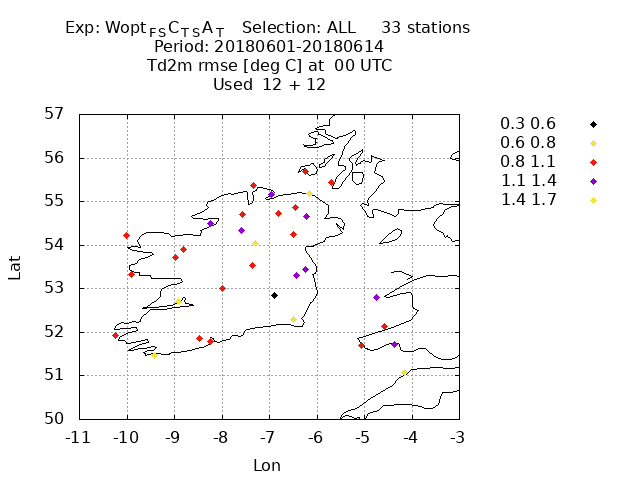 Exp: Wopt FS C TS A T   Selection: ALL     33 stations
Period: 20180601-20180614
Td2m rmse [deg C] at  00 UTC
Used  12 + 12
0.3 0.6
0.6 0.8
0.8 1.1
1.1 1.4
1.4 1.7
57
56
55
54
53
52
51
50
Lat
-11 -10 -9 -8 -7 -6 -5 -4 -3
Lon